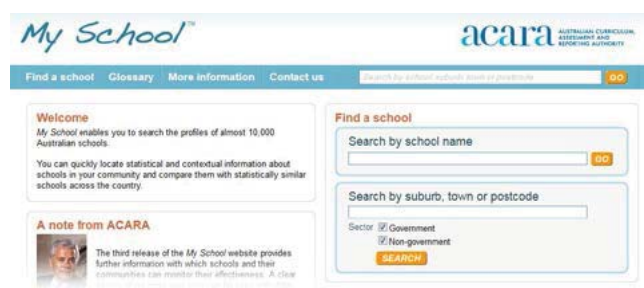 My School™
acara AUSTRALIAN CURRICULUM,
ASSESSMENT AND
REPORTING AUTHORITY
Find a school Glossary More information Contact us Search by school suburb town or postcode GO
Welcome
My School enables you to search the profiles of almost 10,000
Australian schools.
You can quickly locate statistical and contextual information about
schools in your community and compare them with statistically similar
schools across the country.
A note from ACARA
The third release of the My School website provides
further information with which schools and their
communities can monitor their effectiveness. A clear
Find a school
Search by school name
GO
Search by suburb, town or postcode
Sector Government
Non-government
SEARCH